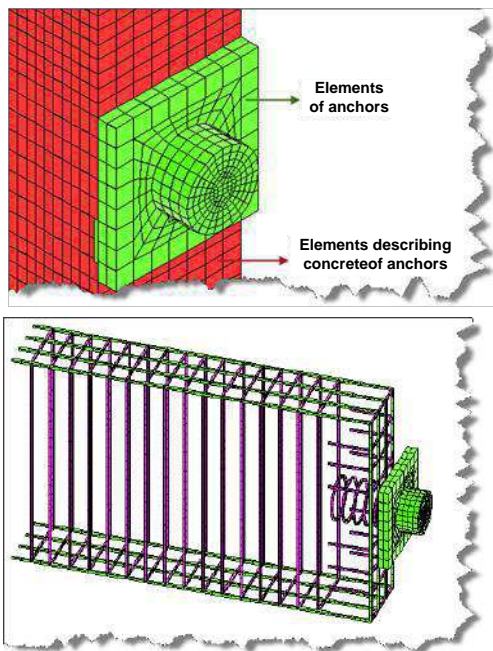 Elements
of anchors
Elements describing
concreteof anchors